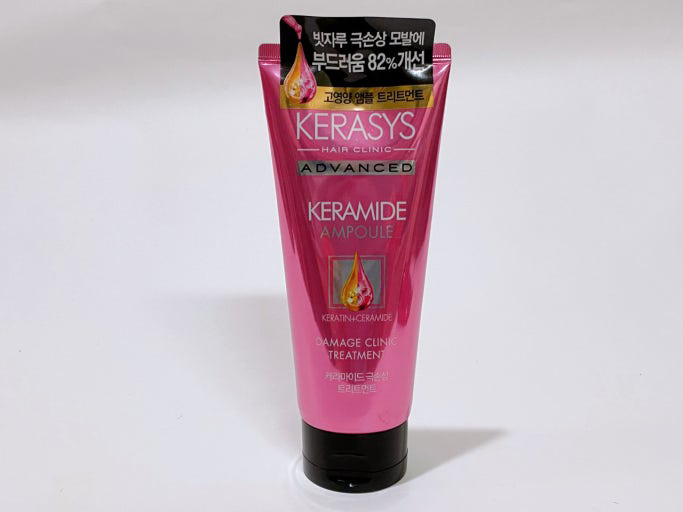 빗자루 극손상 모발에
부드러움 82%개선
고영양 앰플 트리트먼트
KERASYS
HAIR CLINIC
ADVANCED
KERAMIDE
AMPOULE
KERATIN+CERAMIDE
DAMAGE CLINIC
TREATMENT
케라마이드 극손상
트리트먼트